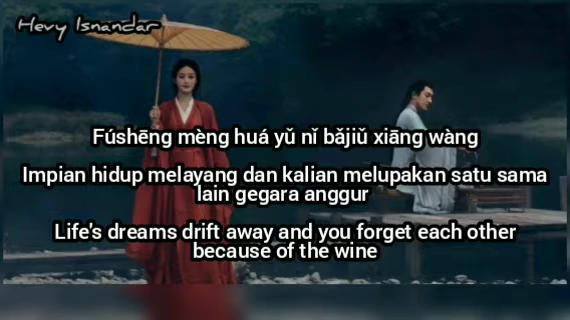 Hevy Isnandar
Fúshēng mèng huá yǔ nǐ bǎjiǔ xiāng wàng
Impian hidup melayang dan kalian melupakan satu sama
lain gegara anggur
Life's dreams drift away and you forget each other
because of the wine